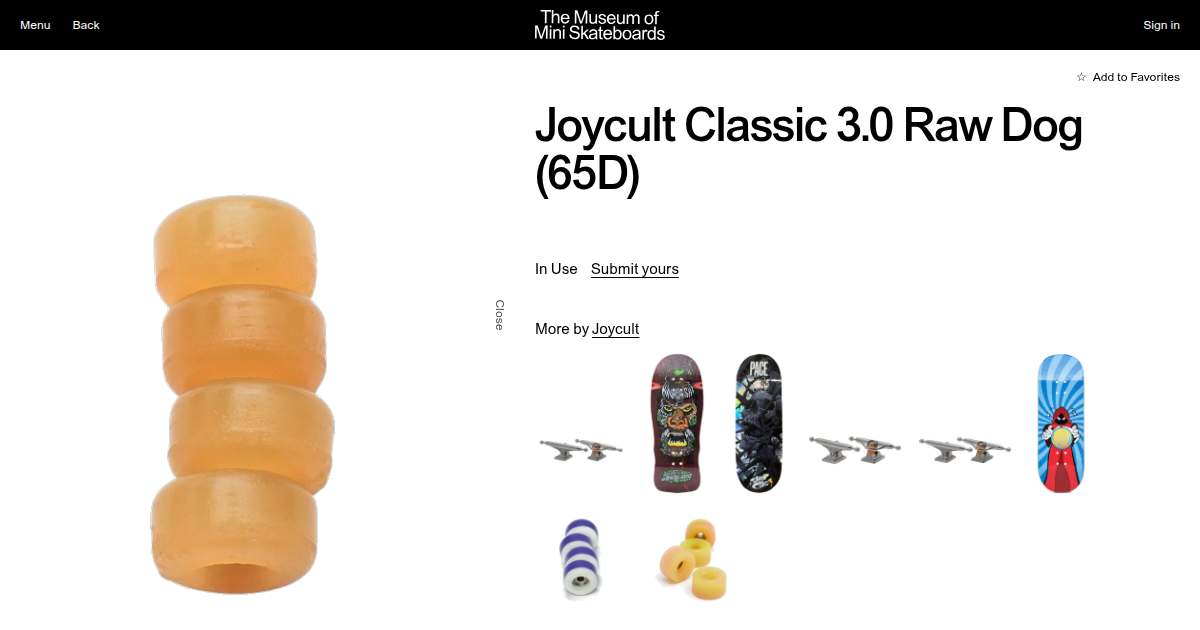 Menu
Back
The Museum of
Mini Skateboards
Sign in
☆ Add to Favorites
Joycult Classic 3.0 Raw Dog
(65D)
In Use
Submit yours
Close
More by Joycult
PAGE